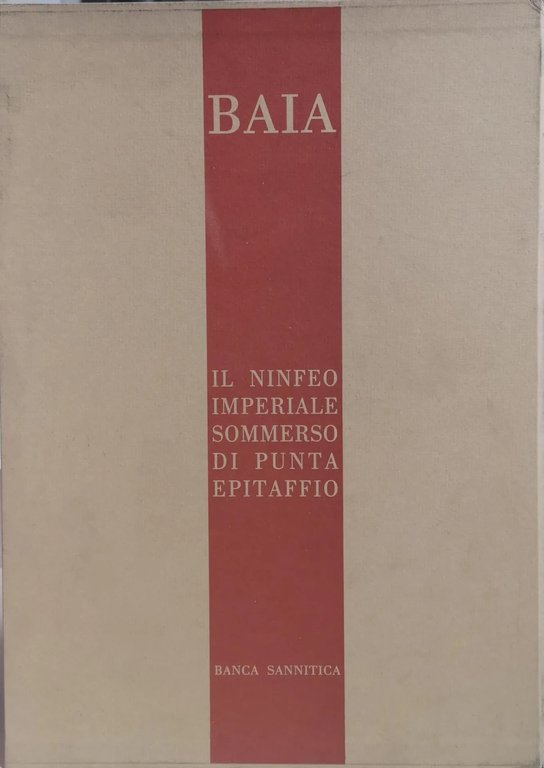 BAIA
IL NINFEO
IMPERIALE
SOMMERSO
DI PUNTA
EPITAFFIO
BANCA SANNITICA